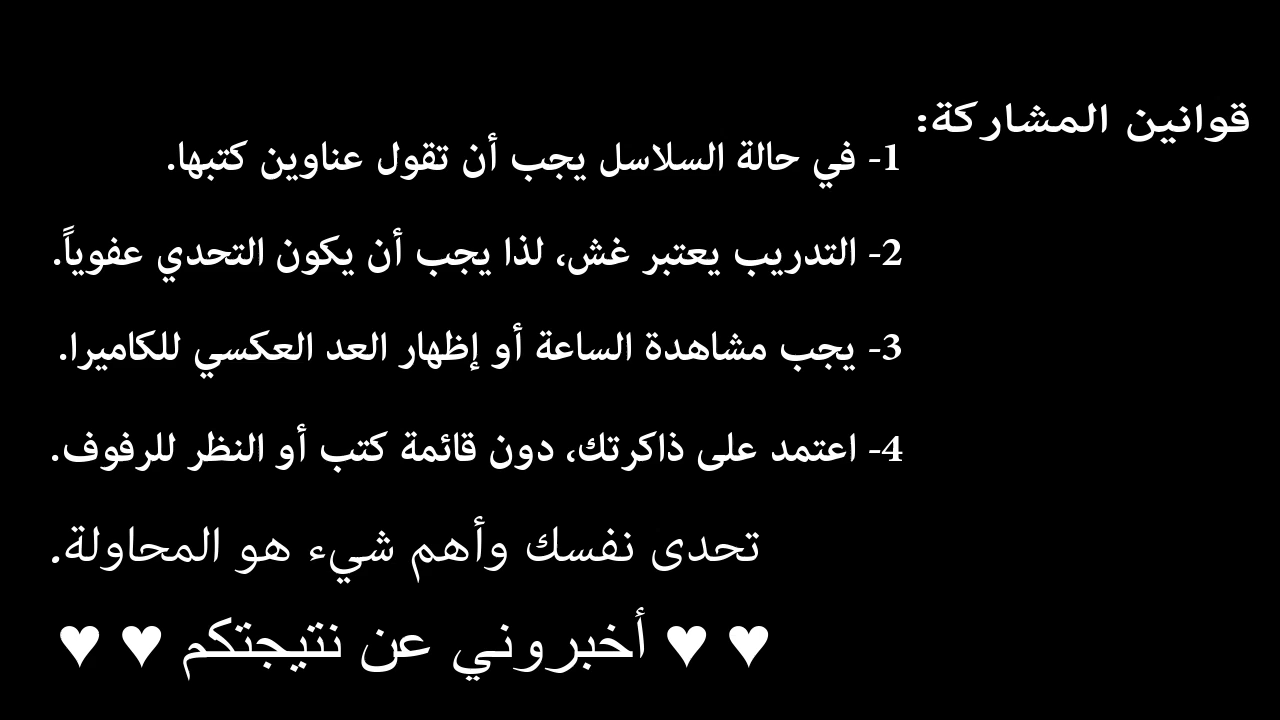 قوانين المشاركة:
1- في حالة السلاسل يجب أن تقول عناوين كتبها.
2- التدريب يعتبر غش، لذا يجب أن يكون التحدي عفوياً.
3- يجب مشاهدة الساعة أو إظهار العد العكسي للكاميرا.
4- اعتمد على ذاكرتك، دون قائمة كتب أو النظر للرفوف.
تحدى نفسك وأهم شيء هو المحاولة.
♥ ♥ أخبروني عن نتيجتكم ♥ ♥